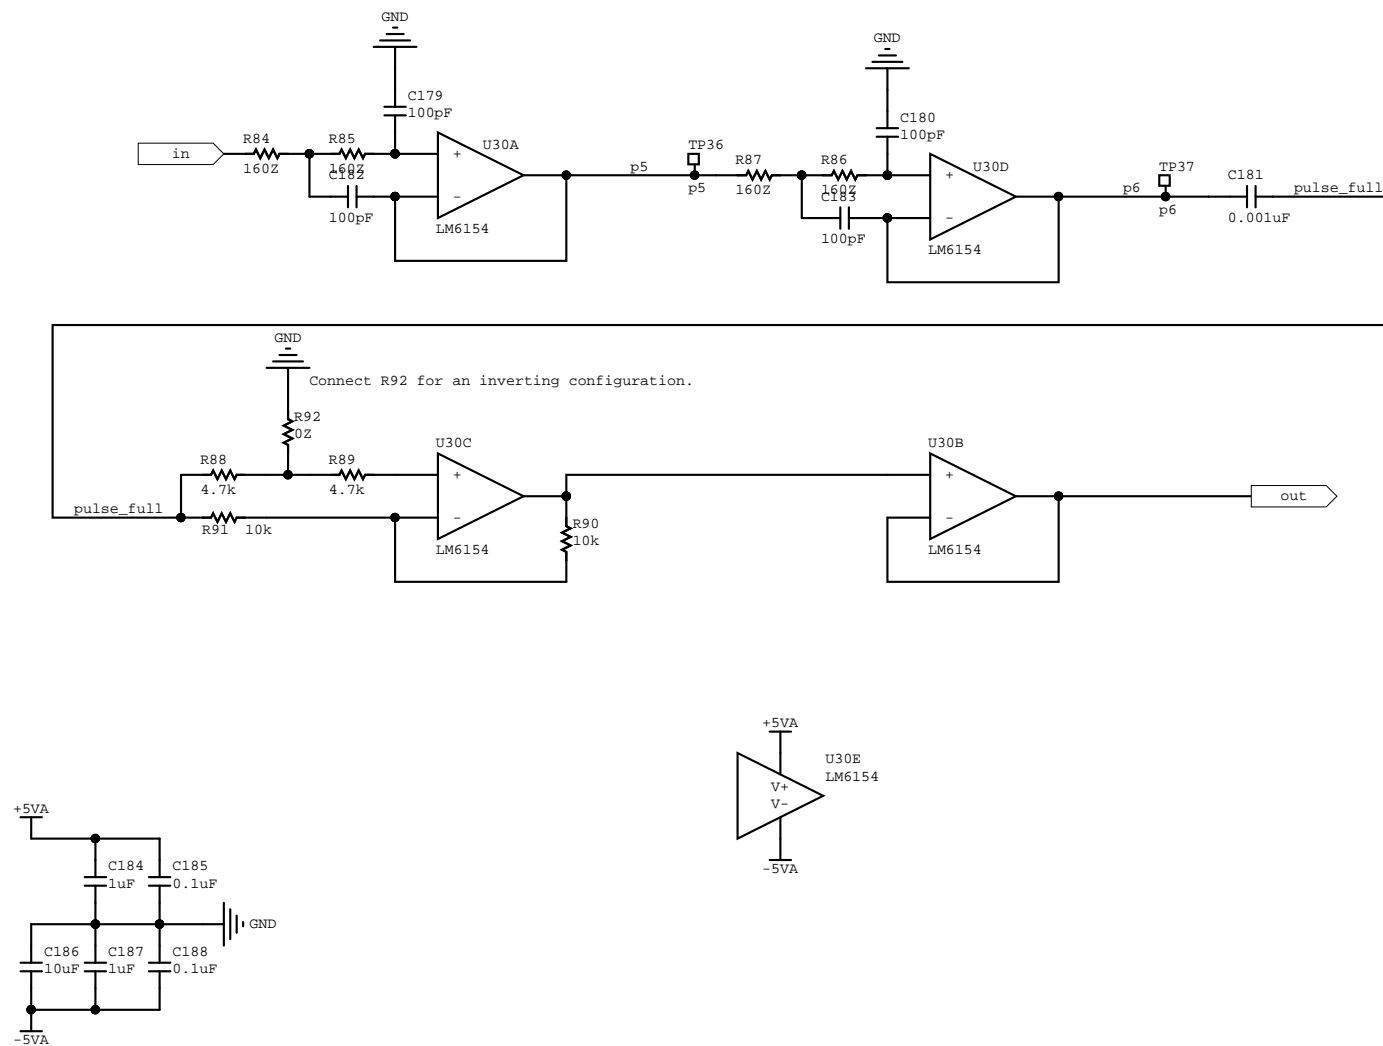 GND
C179
100pF
GND
C180
100pF
in
R84
160Z
R85
160Z
C182
100pF
+
-
U30A
LM6154
p5
TP36
p5
R87
160Z
R86
160Z
C183
100pF
+
-
U30D
LM6154
p6
TP37
p6
C181
0.001uF
pulse_full
GND
Connect R92 for an inverting configuration.
R92
0Z
R88
4.7k
R89
4.7k
pulse_full
R91 10k
U30C
+
-
LM6154
R90
10k
U30B
+
-
LM6154
out
+5VA
V+
V-
-5VA
U30E
LM6154
+5VA
C184
1uF
C185
0.1uF
GND
C186
10uF
C187
1uF
C188
0.1uF
-5VA